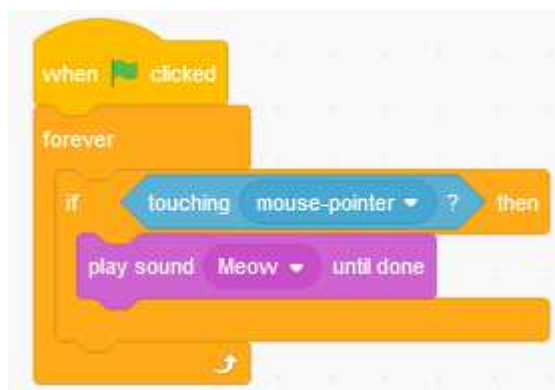 when clicked
forever
if touching mouse-pointer ? then
play sound Meow until done